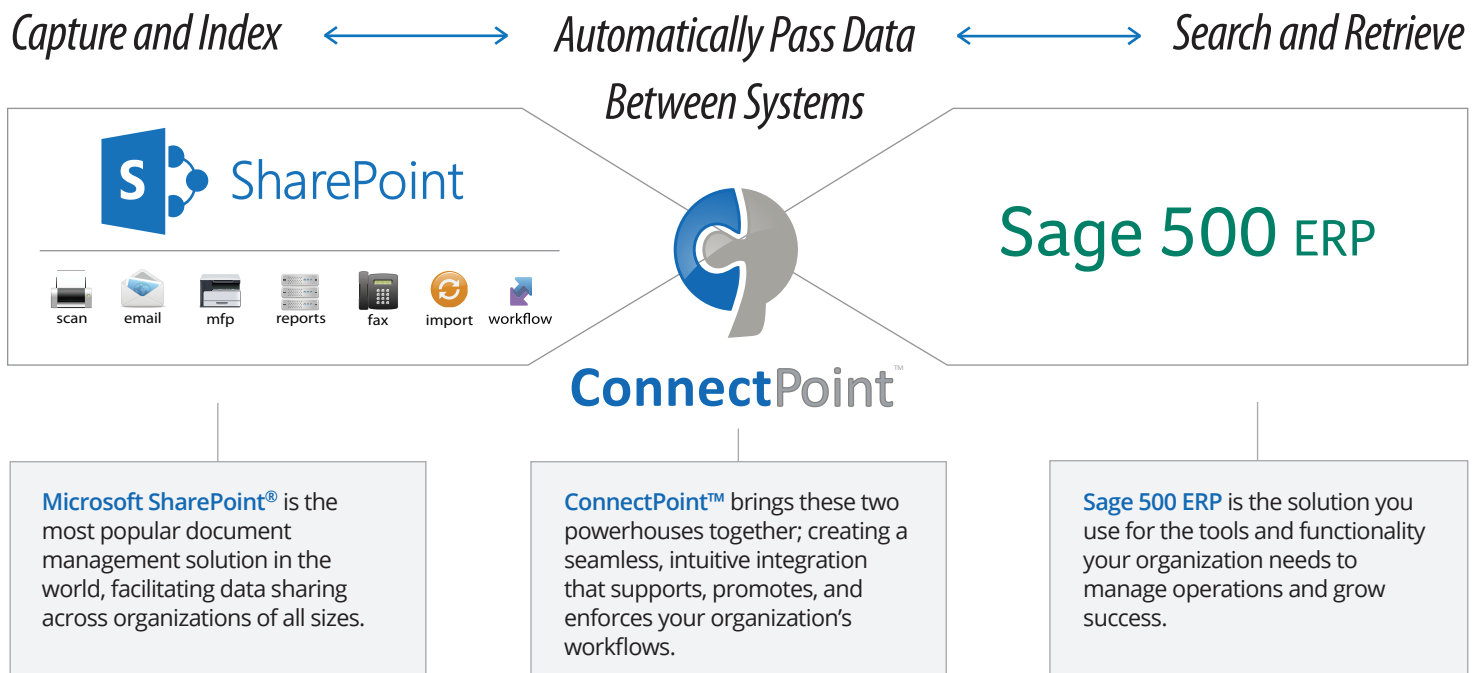 Capture and Index
Automatically Pass Data
Between Systems
Search and Retrieve
S
SharePoint
scan
email
mfp
reports
fax
import
workflow
ConnectPoint™
Sage 500 ERP
Microsoft SharePoint® is the
most popular document
management solution in the
world, facilitating data sharing
across organizations of all sizes.
ConnectPoint™ brings these two
powerhouses together; creating a
seamless, intuitive integration
that supports, promotes, and
enforces your organization’s
workflows.
Sage 500 ERP is the solution you
use for the tools and functionality
your organization needs to
manage operations and grow
success.